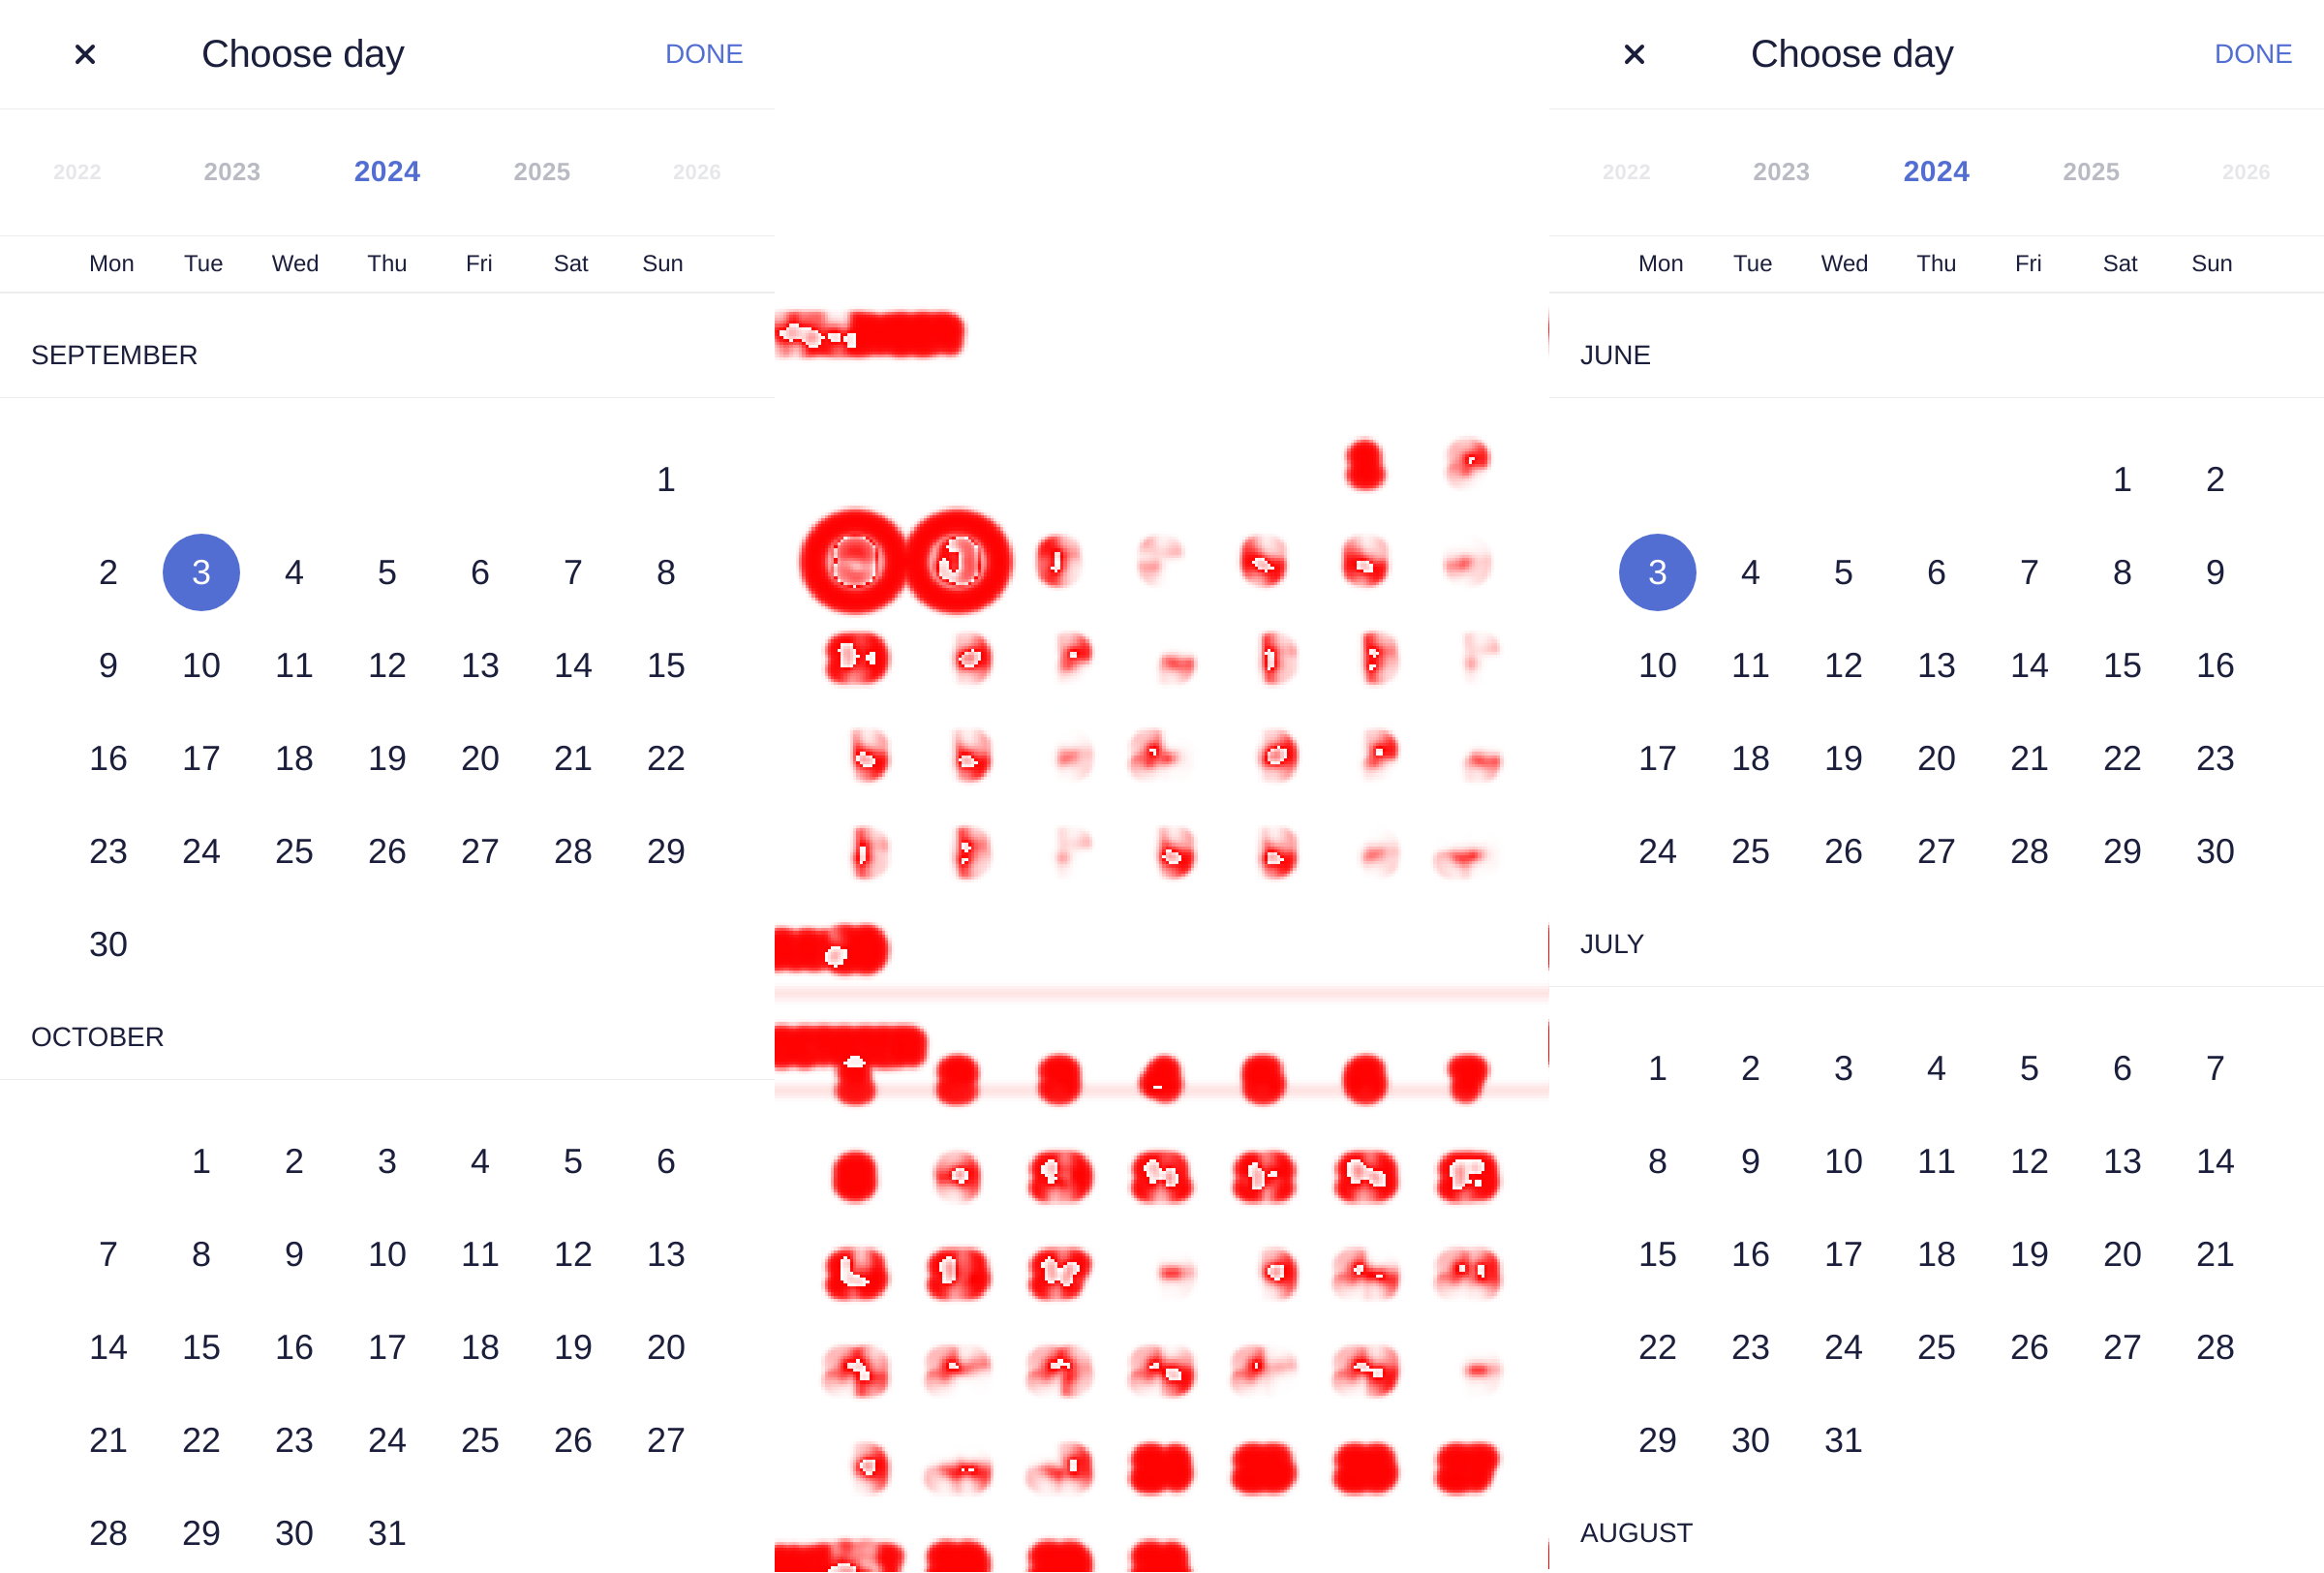 ✕ Choose day DONE
2022 2023 2024 2025 2026
Mon Tue Wed Thu Fri Sat Sun
SEPTEMBER
1
2 3 4 5 6 7 8
9 10 11 12 13 14 15
16 17 18 19 20 21 22
23 24 25 26 27 28 29
30
OCTOBER
1 2 3 4 5 6
7 8 9 10 11 12 13
14 15 16 17 18 19 20
21 22 23 24 25 26 27
28 29 30 31
✕ Choose day DONE
2022 2023 2024 2025 2026
Mon Tue Wed Thu Fri Sat Sun
JUNE
1 2
3 4 5 6 7 8 9
10 11 12 13 14 15 16
17 18 19 20 21 22 23
24 25 26 27 28 29 30
JULY
1 2 3 4 5 6 7
8 9 10 11 12 13 14
15 16 17 18 19 20 21
22 23 24 25 26 27 28
29 30 31
AUGUST